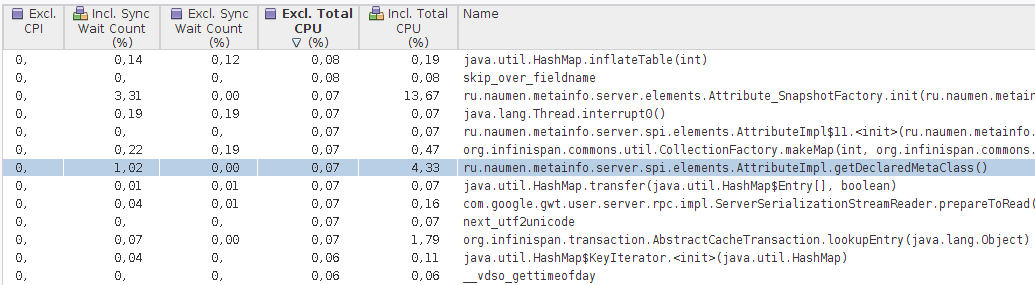 Excl. CPI Incl. Sync Wait Count (%) Excl. Sync Wait Count (%) Excl. Total CPU ▽ (%) Incl. Total CPU (%) Name
0, 0,14 0,12 0,08 0,19 java.util.HashMap.inflateTable(int)
0, 0, 0, 0,08 0,08 skip_over_fieldname
0, 3,31 0,00 0,07 13,67 ru.naumen.metainfo.server.elements.Attribute_SnapshotFactory.init(ru.naumen.metain
0, 0,19 0,19 0,07 0,07 java.lang.Thread.interrupt0()
0, 0, 0, 0,07 0,07 ru.naumen.metainfo.server.spi.elements.AttributeImpl$11.<init>(ru.naumen.metainfo.
0, 0,22 0,19 0,07 0,47 org.infinispan.commons.util.CollectionFactory.makeMap(int, org.infinispan.commons.
0, 1,02 0,00 0,07 4,33 ru.naumen.metainfo.server.spi.elements.AttributeImpl.getDeclaredMetaClass()
0, 0,01 0,01 0,07 0,07 java.util.HashMap.transfer(java.util.HashMap$Entry[], boolean)
0, 0,04 0,01 0,07 0,16 com.google.gwt.user.server.rpc.impl.ServerSerializationStreamReader.prepareToRead(
0, 0, 0, 0,07 0,07 next_utf2unicode
0, 0,07 0,00 0,07 1,79 org.infinispan.transaction.AbstractCacheTransaction.lookupEntry(java.lang.Object)
0, 0,04 0, 0,06 0,11 java.util.HashMap$KeyIterator.<init>(java.util.HashMap)
0, 0, 0, 0,06 0,06 __vdso_gettimeofday